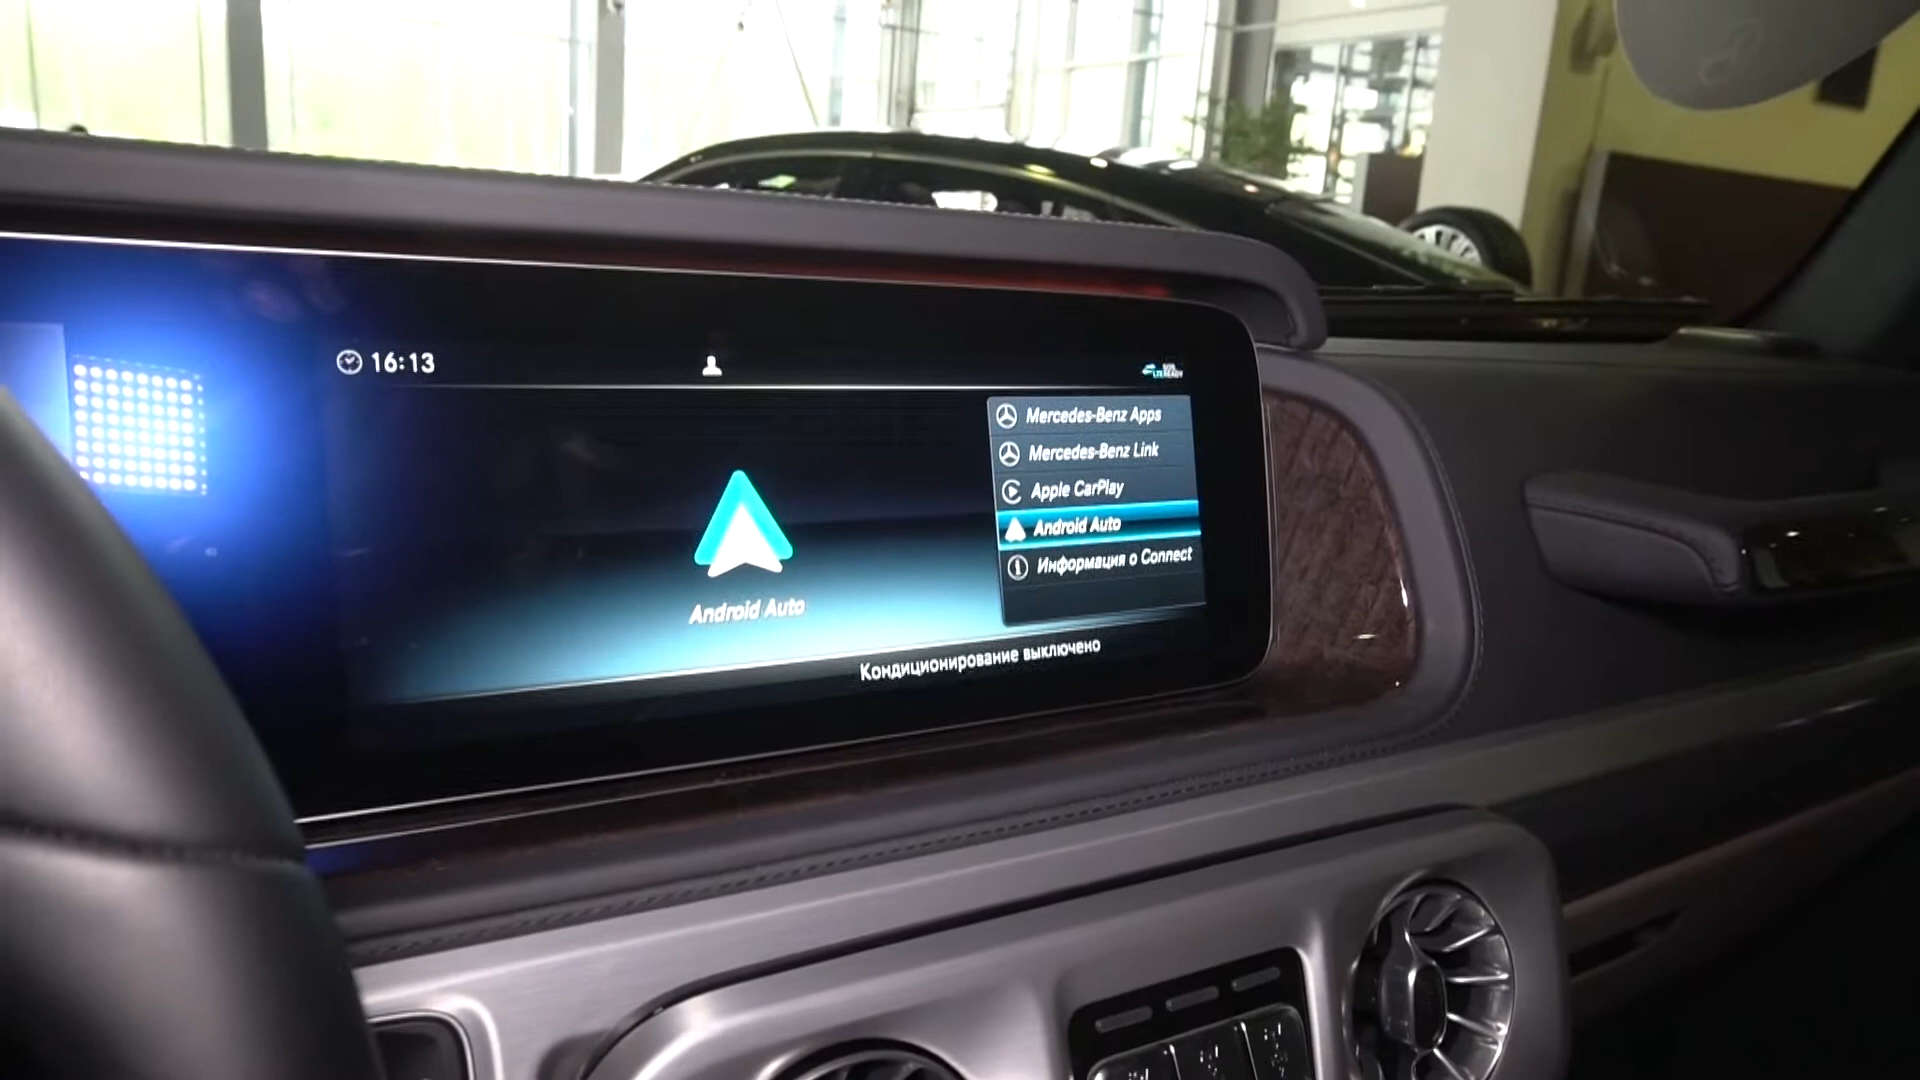 16:13
Mercedes-Benz Apps
Mercedes-Benz Link
Apple CarPlay
Android Auto
Информация о Connect
Android Auto
Кондиционирование выключено